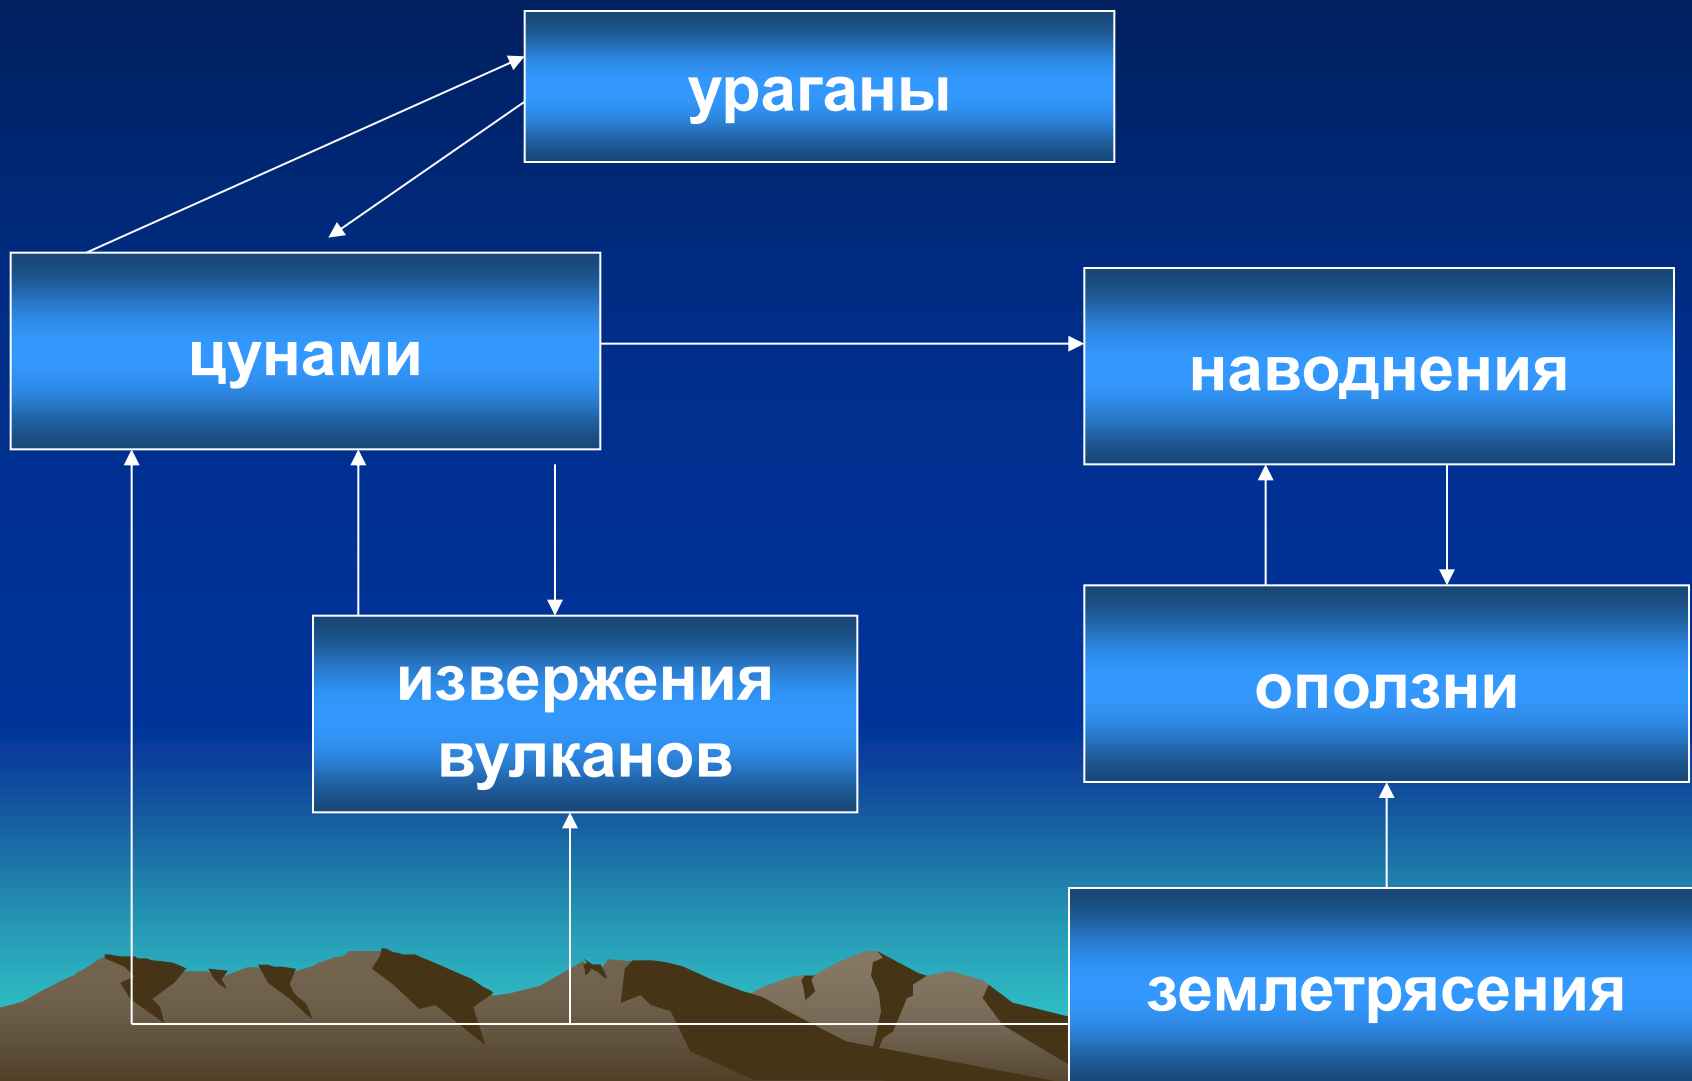 ураганы
цунами
наводнения
извержения
вулканов
оползни
землетрясения